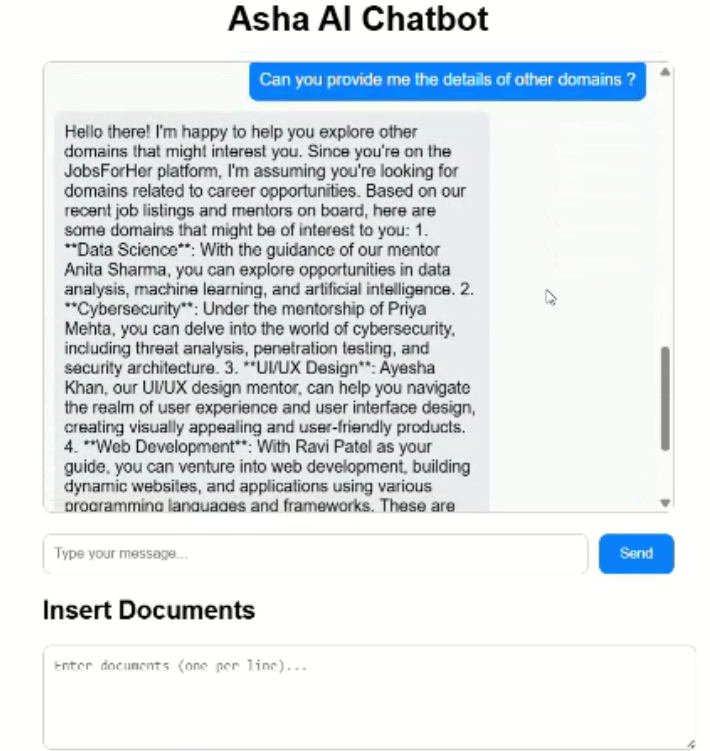 Asha AI Chatbot
Can you provide me the details of other domains ?
Hello there! I'm happy to help you explore other
domains that might interest you. Since you're on the
JobsForHer platform, I'm assuming you're looking for
domains related to career opportunities. Based on our
recent job listings and mentors on board, here are
some domains that might be of interest to you: 1.
**Data Science**: With the guidance of our mentor
Anita Sharma, you can explore opportunities in data
analysis, machine learning, and artificial intelligence. 2.
**Cybersecurity**: Under the mentorship of Priya
Mehta, you can delve into the world of cybersecurity,
including threat analysis, penetration testing, and
security architecture. 3. **UI/UX Design**: Ayesha
Khan, our UI/UX design mentor, can help you navigate
the realm of user experience and user interface design,
creating visually appealing and user-friendly products.
4. **Web Development**: With Ravi Patel as your
guide, you can venture into web development, building
dynamic websites, and applications using various
programming languages and frameworks. These are
Type your message...
Send
Insert Documents
Enter documents (one per line)...